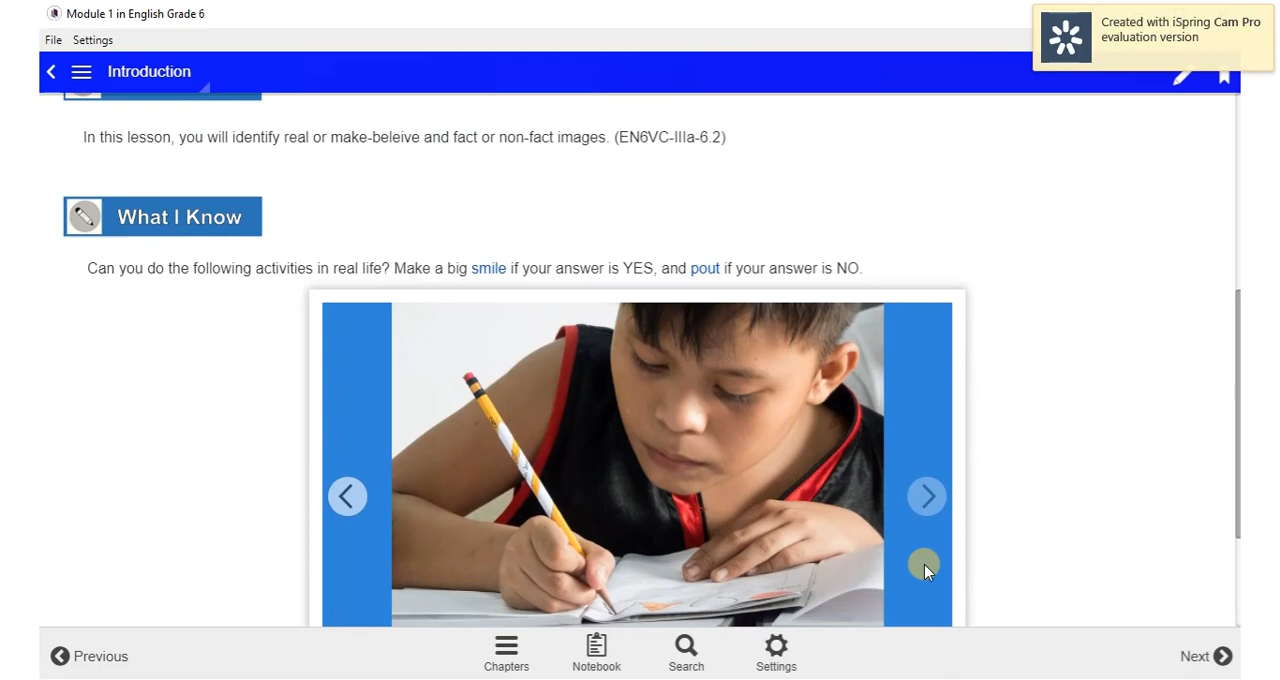 Module 1 in English Grade 6
Created with iSpring Cam Pro
evaluation version
File Settings
Introduction
In this lesson, you will identify real or make-beleive and fact or non-fact images. (EN6VC-IIIa-6.2)
What I Know
Can you do the following activities in real life? Make a big smile if your answer is YES, and pout if your answer is NO.
Previous
Chapters
Notebook
Search
Settings
Next